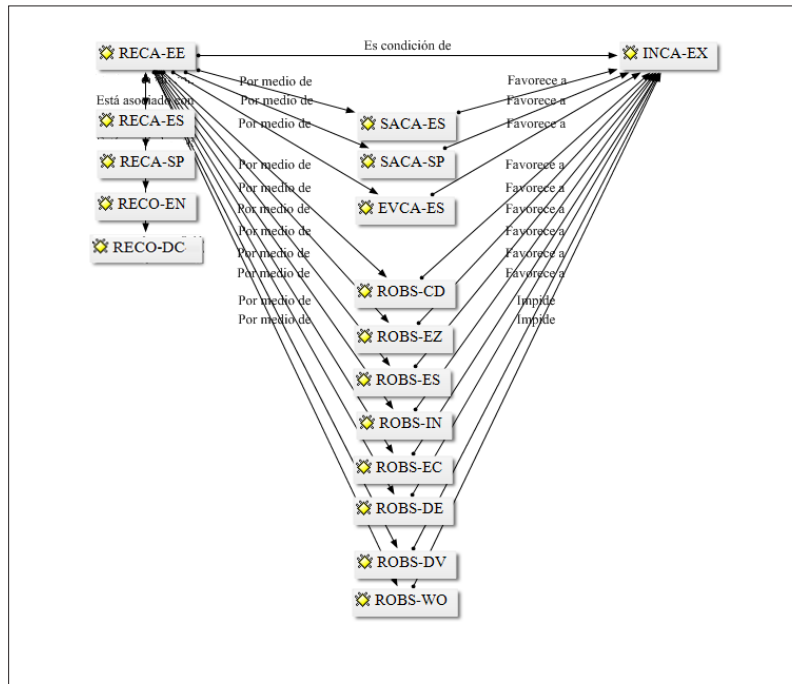 Es condición de
RECA-EE
INCA-EX
Por medio de
Favorece a
Está asociado con
Por medio de
Favorece a
RECA-ES
SACA-ES
Por medio de
Favorece a
RECA-SP
SACA-SP
Por medio de
Favorece a
Por medio de
Favorece a
RECO-EN
EVCA-ES
Por medio de
Favorece a
Por medio de
Favorece a
RECO-DC
Por medio de
Favorece a
Por medio de
Favorece a
ROBS-CD
Por medio de
Impide
Por medio de
Impide
ROBS-EZ
ROBS-ES
ROBS-IN
ROBS-EC
ROBS-DE
ROBS-DV
ROBS-WO